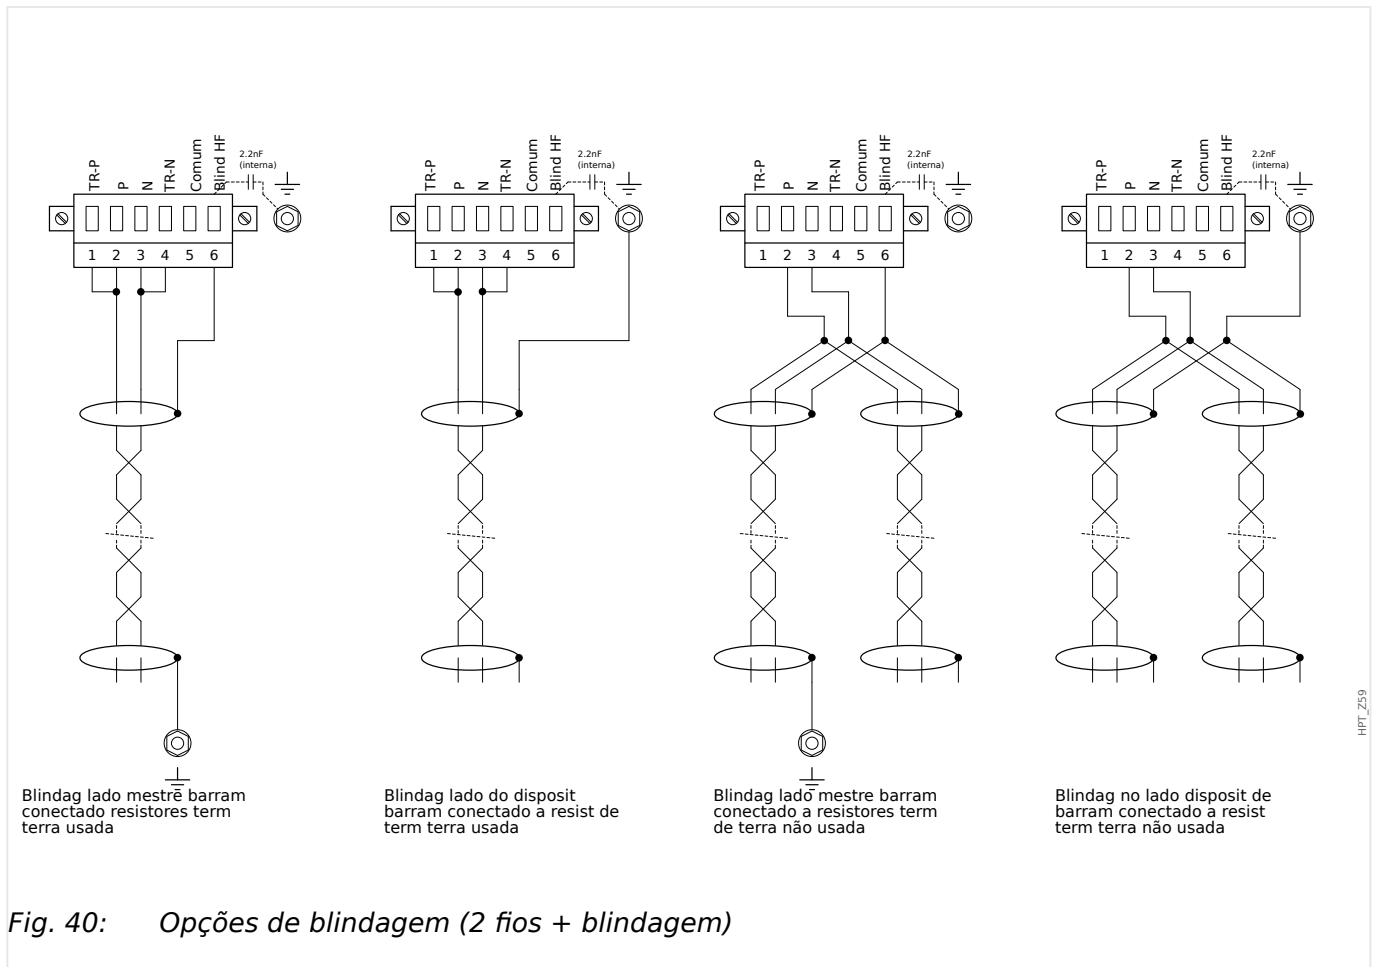 TR-P
P
N
TR-N
Comum
Blind HF
2.2nF
(interna)
1 2 3 4 5 6
TR-P
P
N
TR-N
Comum
Blind HF
2.2nF
(interna)
1 2 3 4 5 6
TR-P
P
N
TR-N
Comum
Blind HF
2.2nF
(interna)
1 2 3 4 5 6
TR-P
P
N
TR-N
Comum
Blind HF
2.2nF
(interna)
1 2 3 4 5 6
HPT_Z59
Blindag lado mestre barram
conectado resistores term
terra usada
Blindag lado do disposit
barram conectado a resist de
term terra usada
Blindag lado mestre barram
conectado a resistores term
de terra não usada
Blindag no lado disposit de
barram conectado a resist
term terra não usada
Fig. 40: Opções de blindagem (2 fios + blindagem)